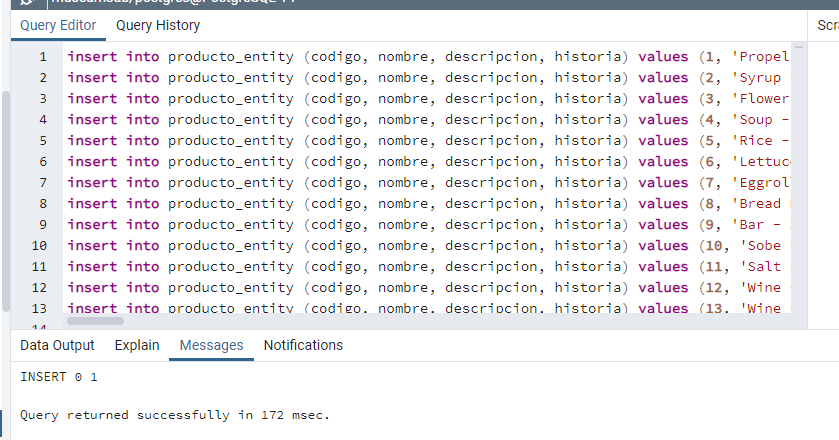 Query Editor Query History
1 insert into producto_entity (codigo, nombre, descripcion, historia) values (1, 'Propel
2 insert into producto_entity (codigo, nombre, descripcion, historia) values (2, 'Syrup
3 insert into producto_entity (codigo, nombre, descripcion, historia) values (3, 'Flower
4 insert into producto_entity (codigo, nombre, descripcion, historia) values (4, 'Soup -
5 insert into producto_entity (codigo, nombre, descripcion, historia) values (5, 'Rice -
6 insert into producto_entity (codigo, nombre, descripcion, historia) values (6, 'Lettuc
7 insert into producto_entity (codigo, nombre, descripcion, historia) values (7, 'Eggrol
8 insert into producto_entity (codigo, nombre, descripcion, historia) values (8, 'Bread
9 insert into producto_entity (codigo, nombre, descripcion, historia) values (9, 'Bar -
10 insert into producto_entity (codigo, nombre, descripcion, historia) values (10, 'Sobe
11 insert into producto_entity (codigo, nombre, descripcion, historia) values (11, 'Salt
12 insert into producto_entity (codigo, nombre, descripcion, historia) values (12, 'Wine
13 insert into producto_entity (codigo, nombre, descripcion, historia) values (13, 'Wine
14
Data Output Explain Messages Notifications
INSERT 0 1
Query returned successfully in 172 msec.